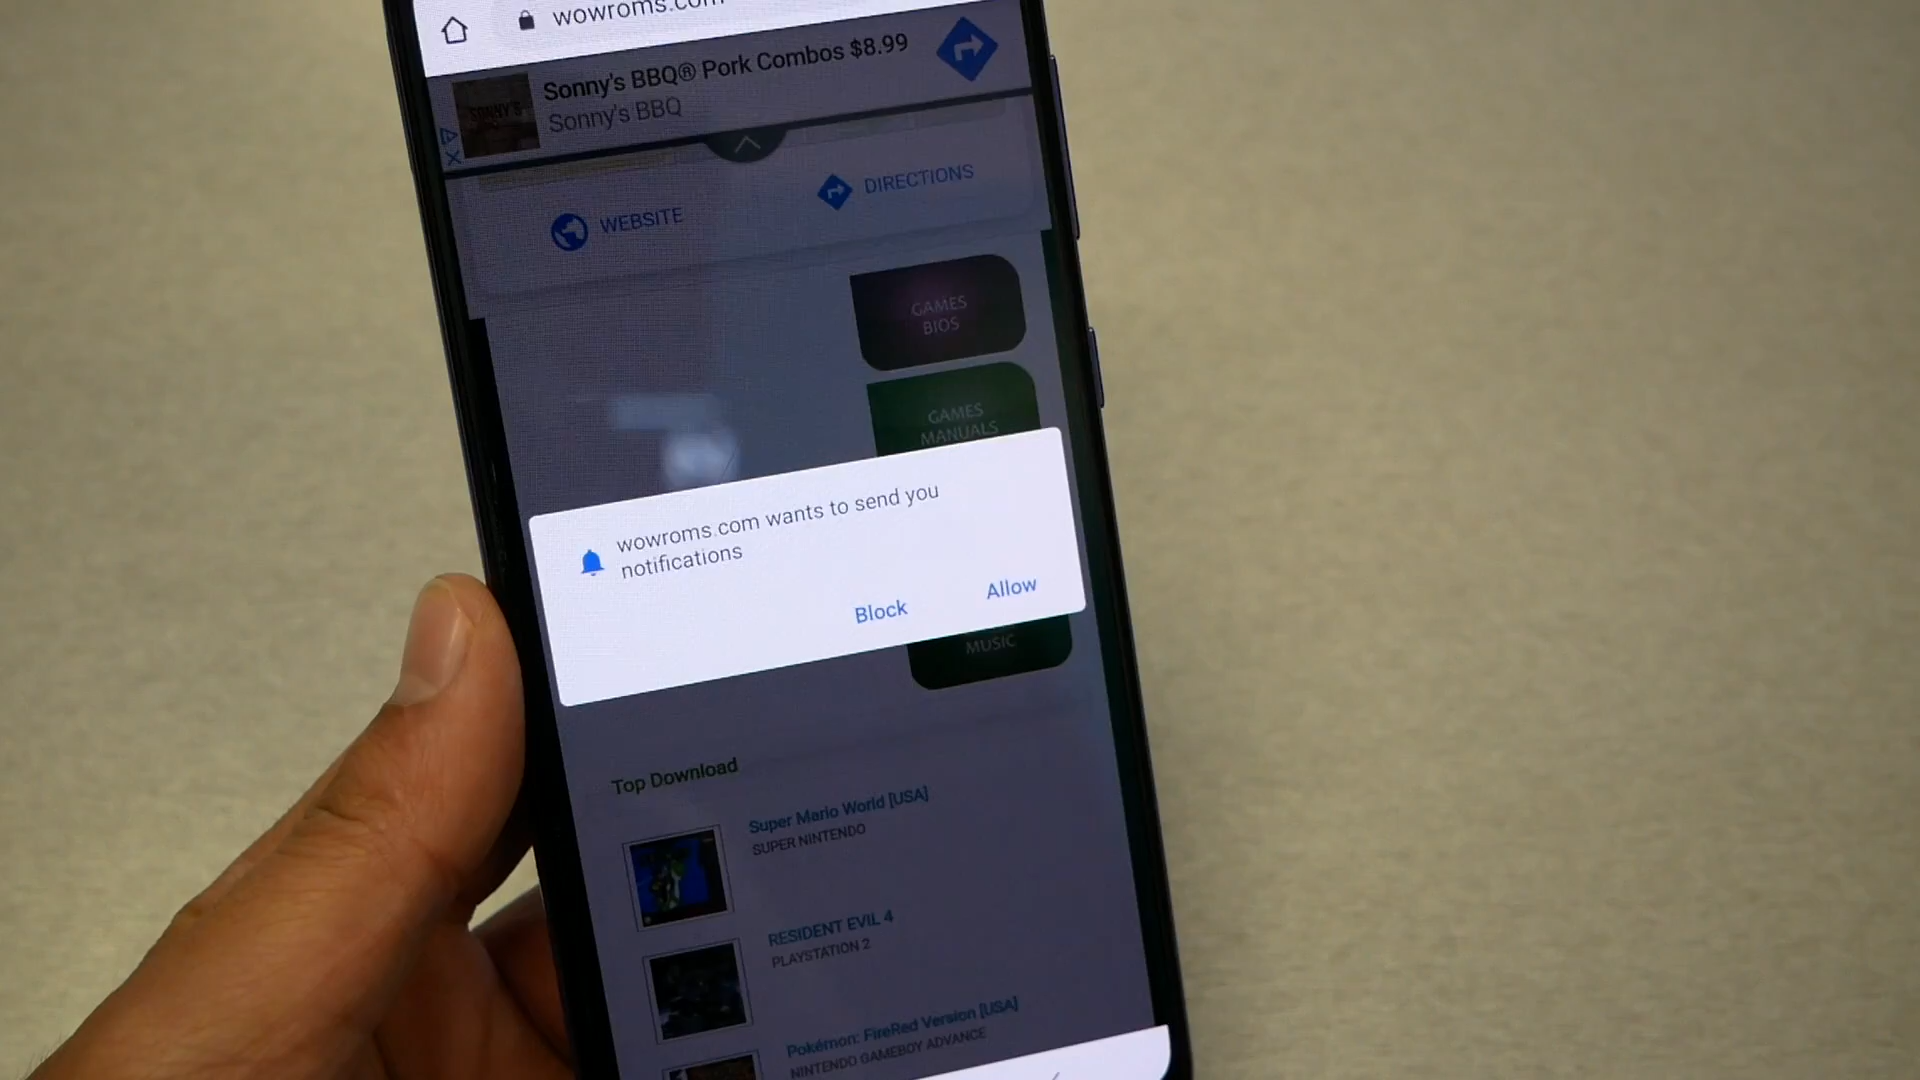 wowroms.com
Sonny's BBQ® Pork Combos $8.99
Sonny's BBQ
SONNY'S
WEBSITE
DIRECTIONS
GAMES
BIOS
GAMES
MANUALS
wowroms.com wants to send you
notifications
Block
Allow
MUSIC
Top Download
Super Mario World [USA]
SUPER NINTENDO
RESIDENT EVIL 4
PLAYSTATION 2
Pokémon: FireRed Version [USA]
NINTENDO GAMEBOY ADVANCE